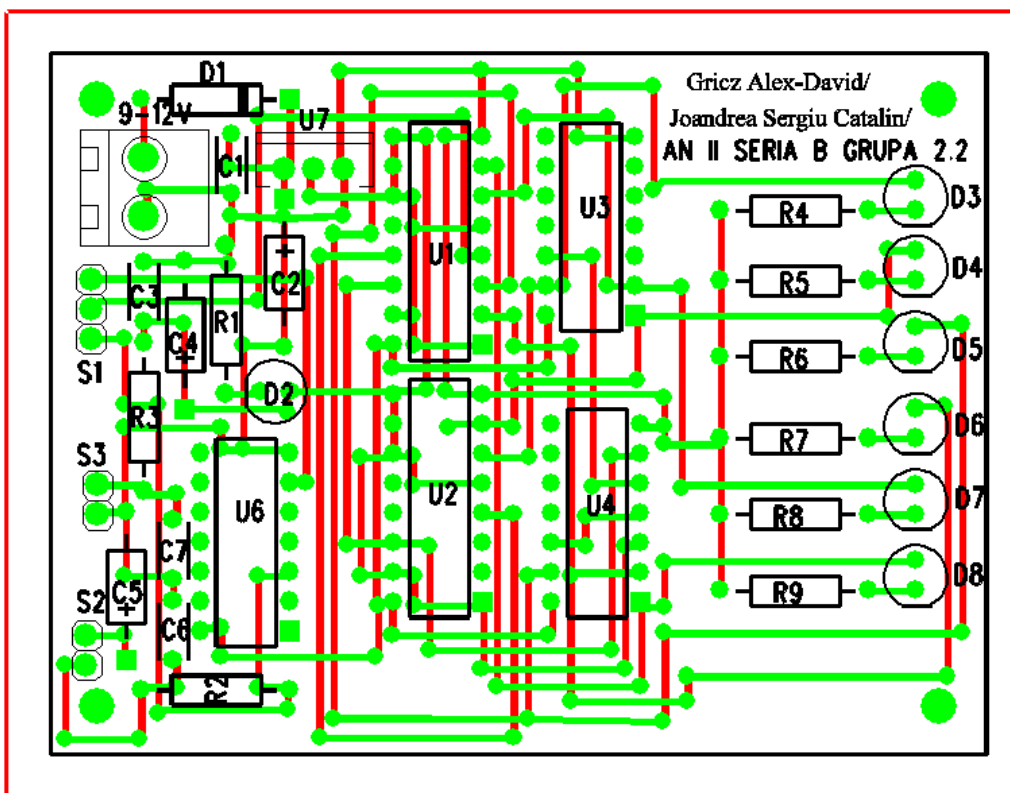 Gricz Alex-David/
Joandrea Sergiu Catalin/
AN II SERIA B GRUPA 2.2
D1
9-12V
U7
C1
U3
D3
R4
U1
D4
C2
C3
R5
R1
C4
D5
S1
R6
D2
R3
D6
R7
S3
U2
D7
U6
U4
R8
C7
D8
C5
R9
S2
C6
R2